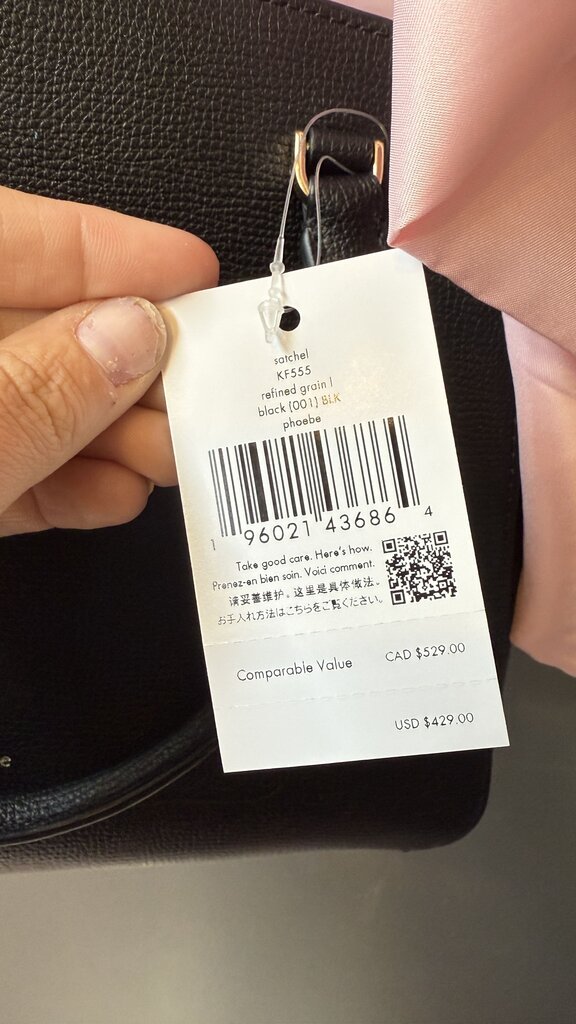 satchel
KF555
refined grain l
black (001) BLK
phoebe
1 96021 43686 4
Take good care. Here's how.
Prenez-en bien soin. Voici comment.
请妥善维护。这里是具体做法。
お手入れ方法はこちらをご覧ください。
Comparable Value CAD $529.00
USD $429.00